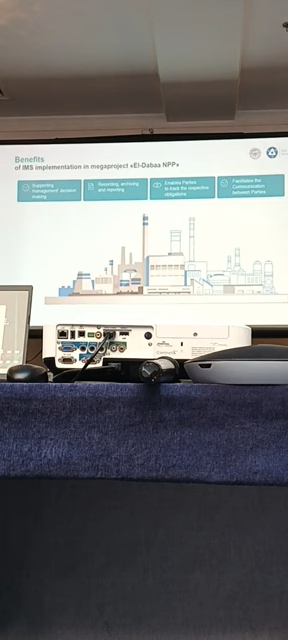 Benefits
of IMS implementation in megaproject «El-Dabaa NPP»
Supporting
management' decision
making
Recording, archiving
and reporting
Enables Parties
to track the respective
obligations
Facilitate the
Communication
between Parties